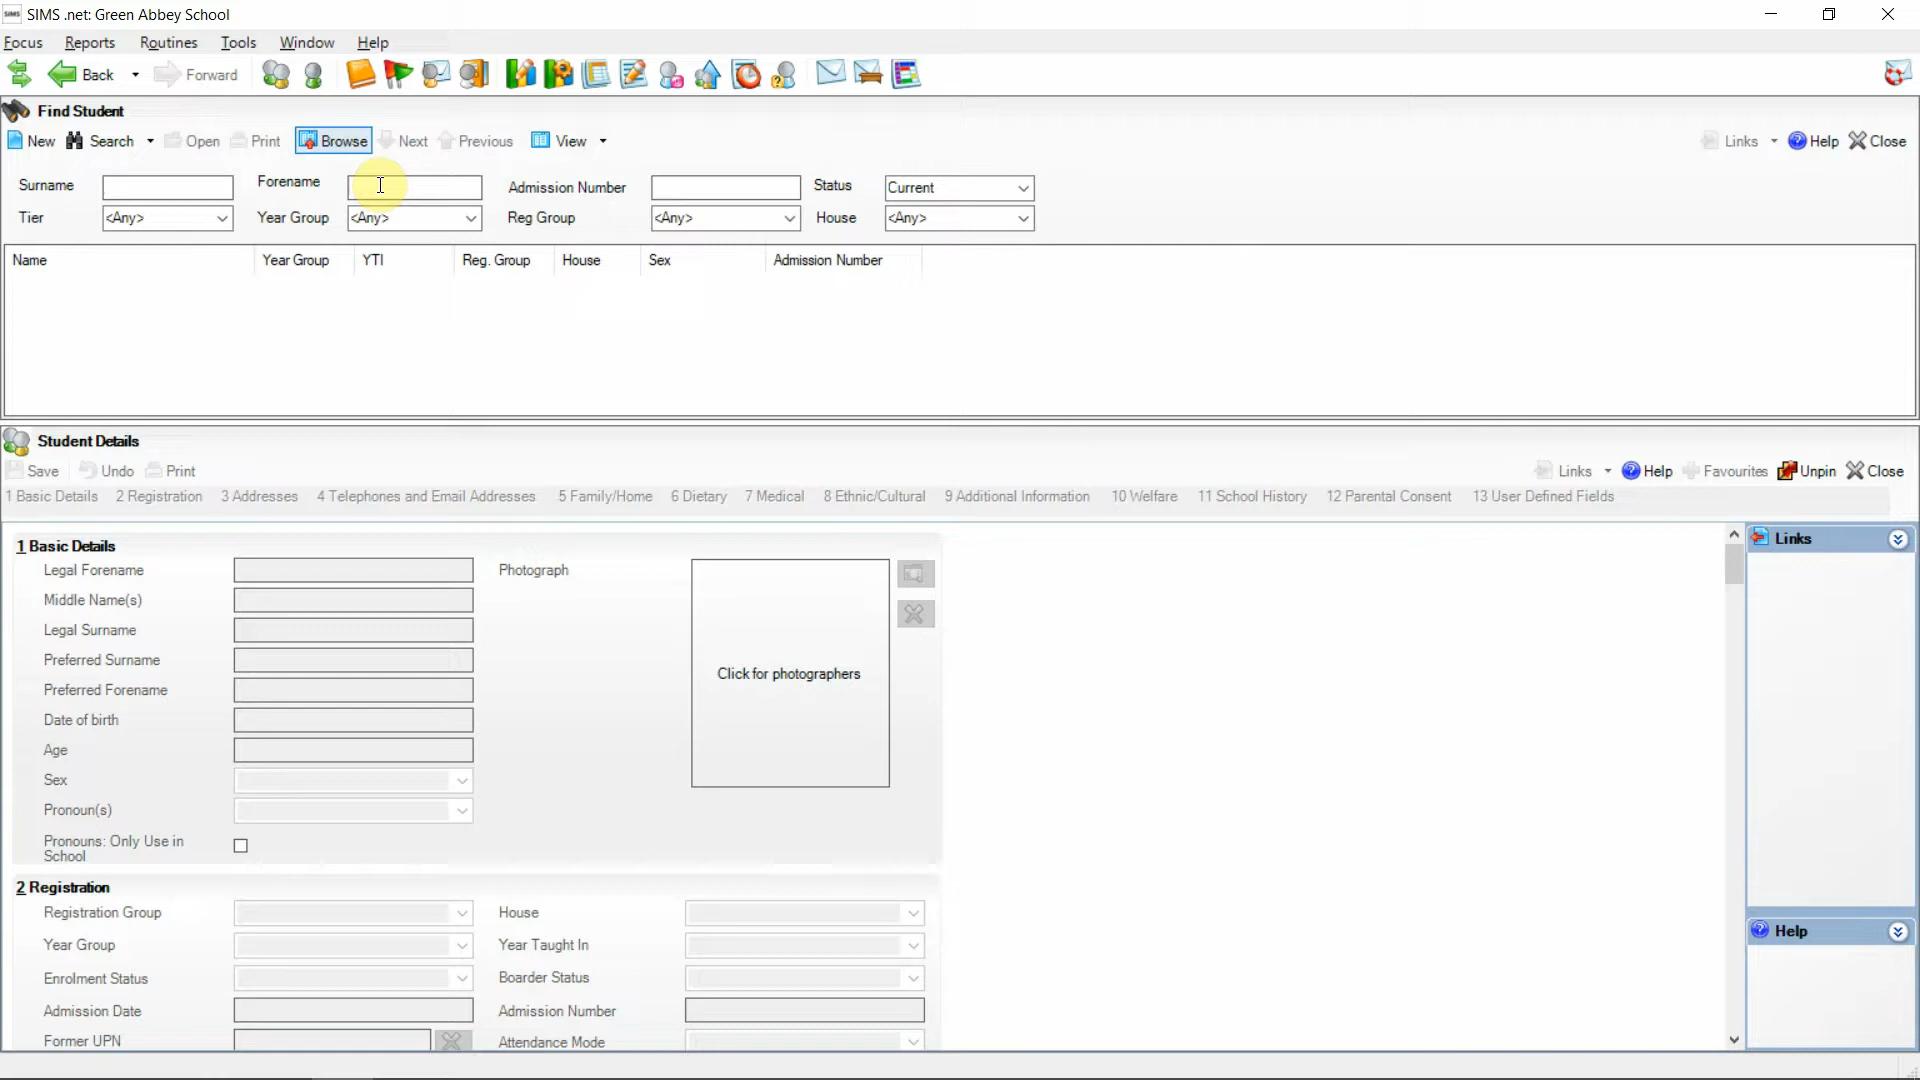 SIMS SIMS .net: Green Abbey School
Focus Reports Routines Tools Window Help
Back Forward
Find Student
New Search Open Print Browse Next Previous View Links Help Close
Surname Forename Admission Number Status Current
Tier <Any> Year Group <Any> Reg Group <Any> House <Any>
Name Year Group YTI Reg. Group House Sex Admission Number
Student Details
Save Undo Print Links Help Favourites Unpin Close
1 Basic Details 2 Registration 3 Addresses 4 Telephones and Email Addresses 5 Family/Home 6 Dietary 7 Medical 8 Ethnic/Cultural 9 Additional Information 10 Welfare 11 School History 12 Parental Consent 13 User Defined Fields
1 Basic Details
Links
Legal Forename Photograph
Middle Name(s)
Legal Surname
Preferred Surname
Click for photographers
Preferred Forename
Date of birth
Age
Sex
Pronoun(s)
Pronouns: Only Use in
School
2 Registration
Registration Group House
Help
Year Group Year Taught In
Enrolment Status Boarder Status
Admission Date Admission Number
Former UPN Attendance Mode